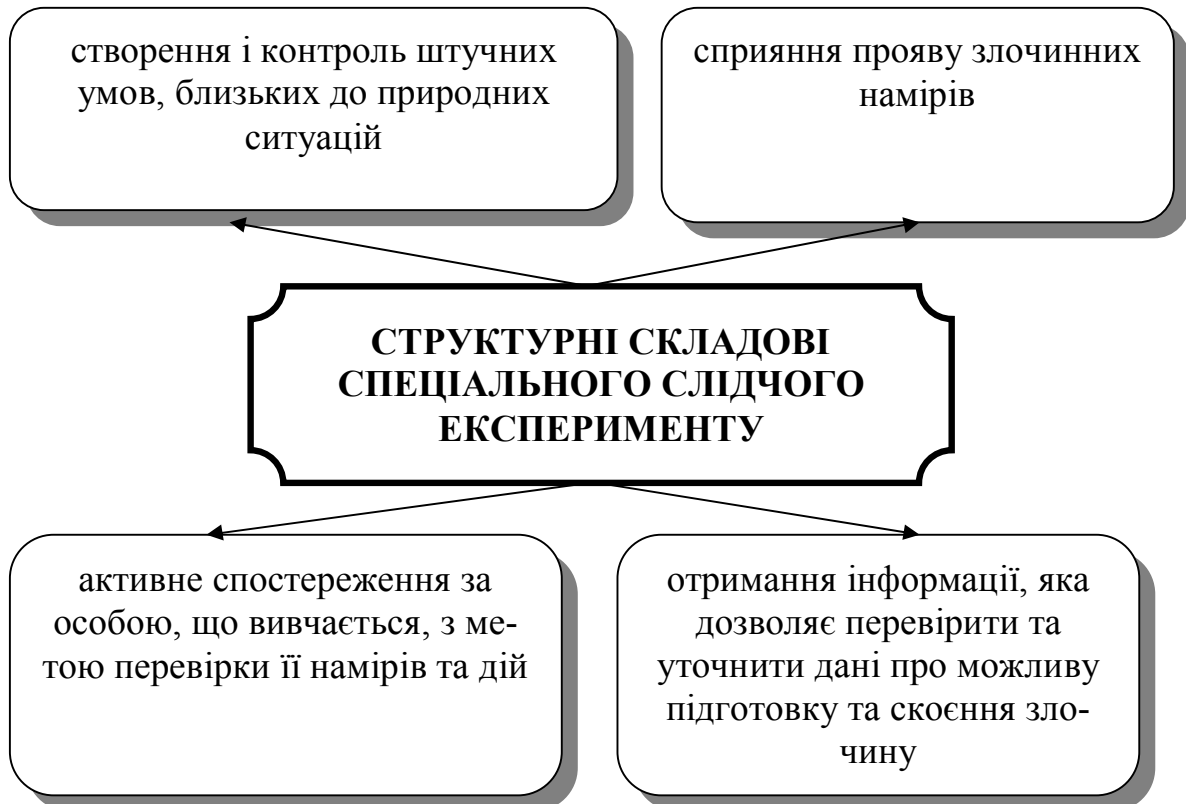 створення і контроль штучних
умов, близьких до природних
ситуацій
сприяння прояву злочинних
намірів
СТРУКТУРНІ СКЛАДОВІ
СПЕЦІАЛЬНОГО СЛІДЧОГО
ЕКСПЕРИМЕНТУ
активне спостереження за
особою, що вивчається, з ме-
тою перевірки її намірів та дій
отримання інформації, яка
дозволяє перевірити та
уточнити дані про можливу
підготовку та скоєння зло-
чину